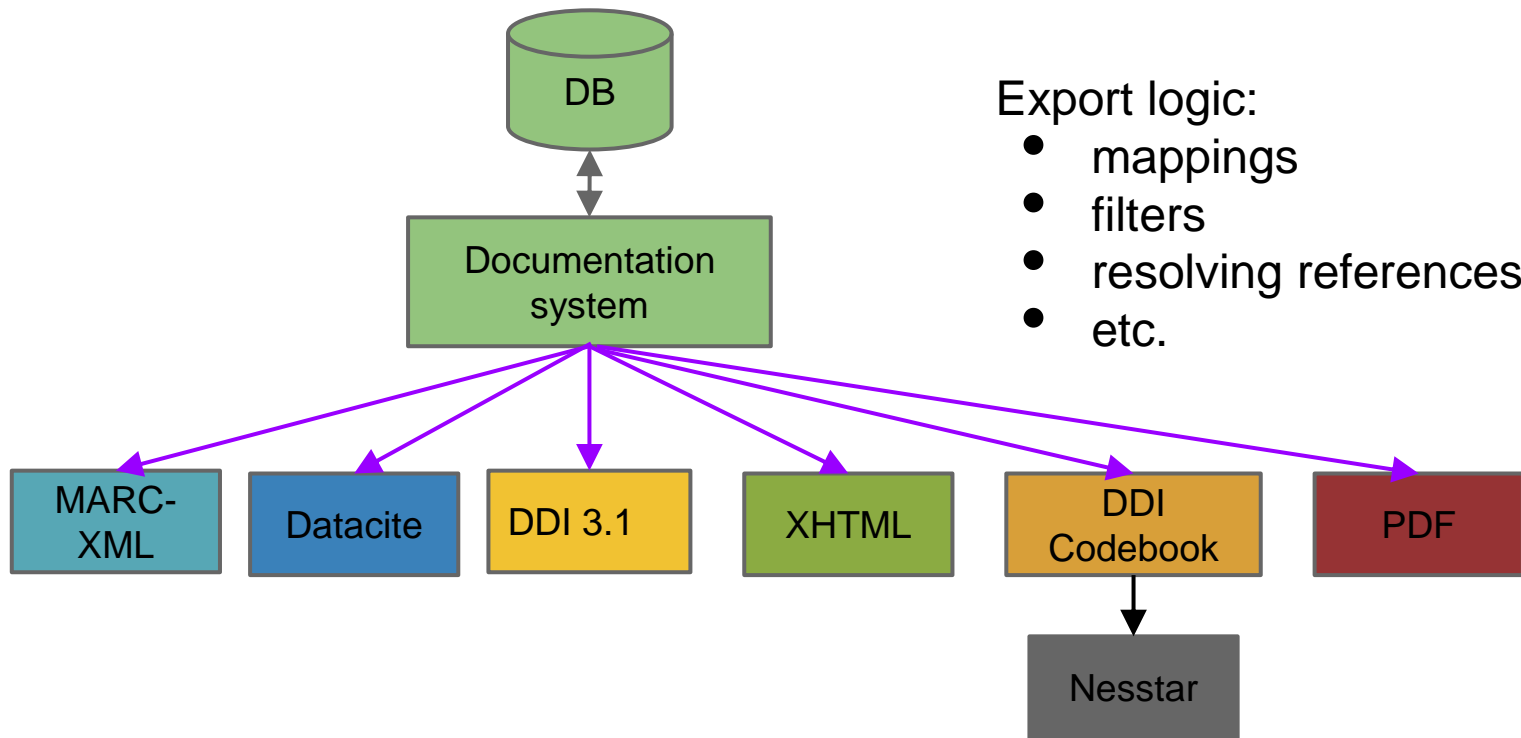 DB
Export logic:
• mappings
• filters
• resolving references
• etc.
Documentation
system
MARC-
XML
Datacite
DDI 3.1
XHTML
DDI
Codebook
PDF
Nesstar